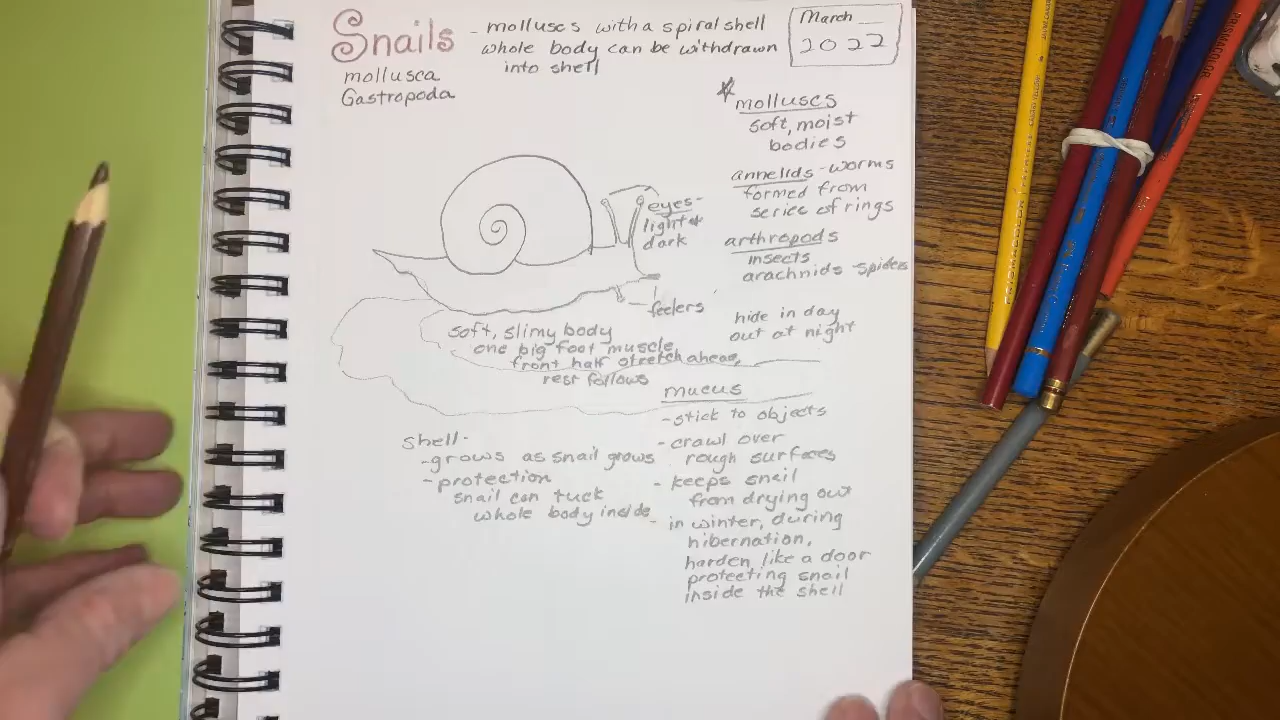 Snails
- molluscs with a spiral shell
whole body can be withdrawn
into shell
mollusca
Gastropoda
March __
2022
* molluscs
soft, moist
bodies
annelids - worms
formed from
series of rings
arthropods
insects
arachnids - spiders
hide in day
out at night
eyes -
light &
dark
feelers
soft, slimy body
one big foot muscle,
front half stretch ahead,
rest follows
shell -
- grows as snail grows
- protection
snail can tuck
whole body inside
mucus
- stick to objects
- crawl over
rough surfaces
- keeps snail
from drying out
- in winter, during
hibernation,
harden like a door
protecting snail
inside the shell
PRISMACOLOR